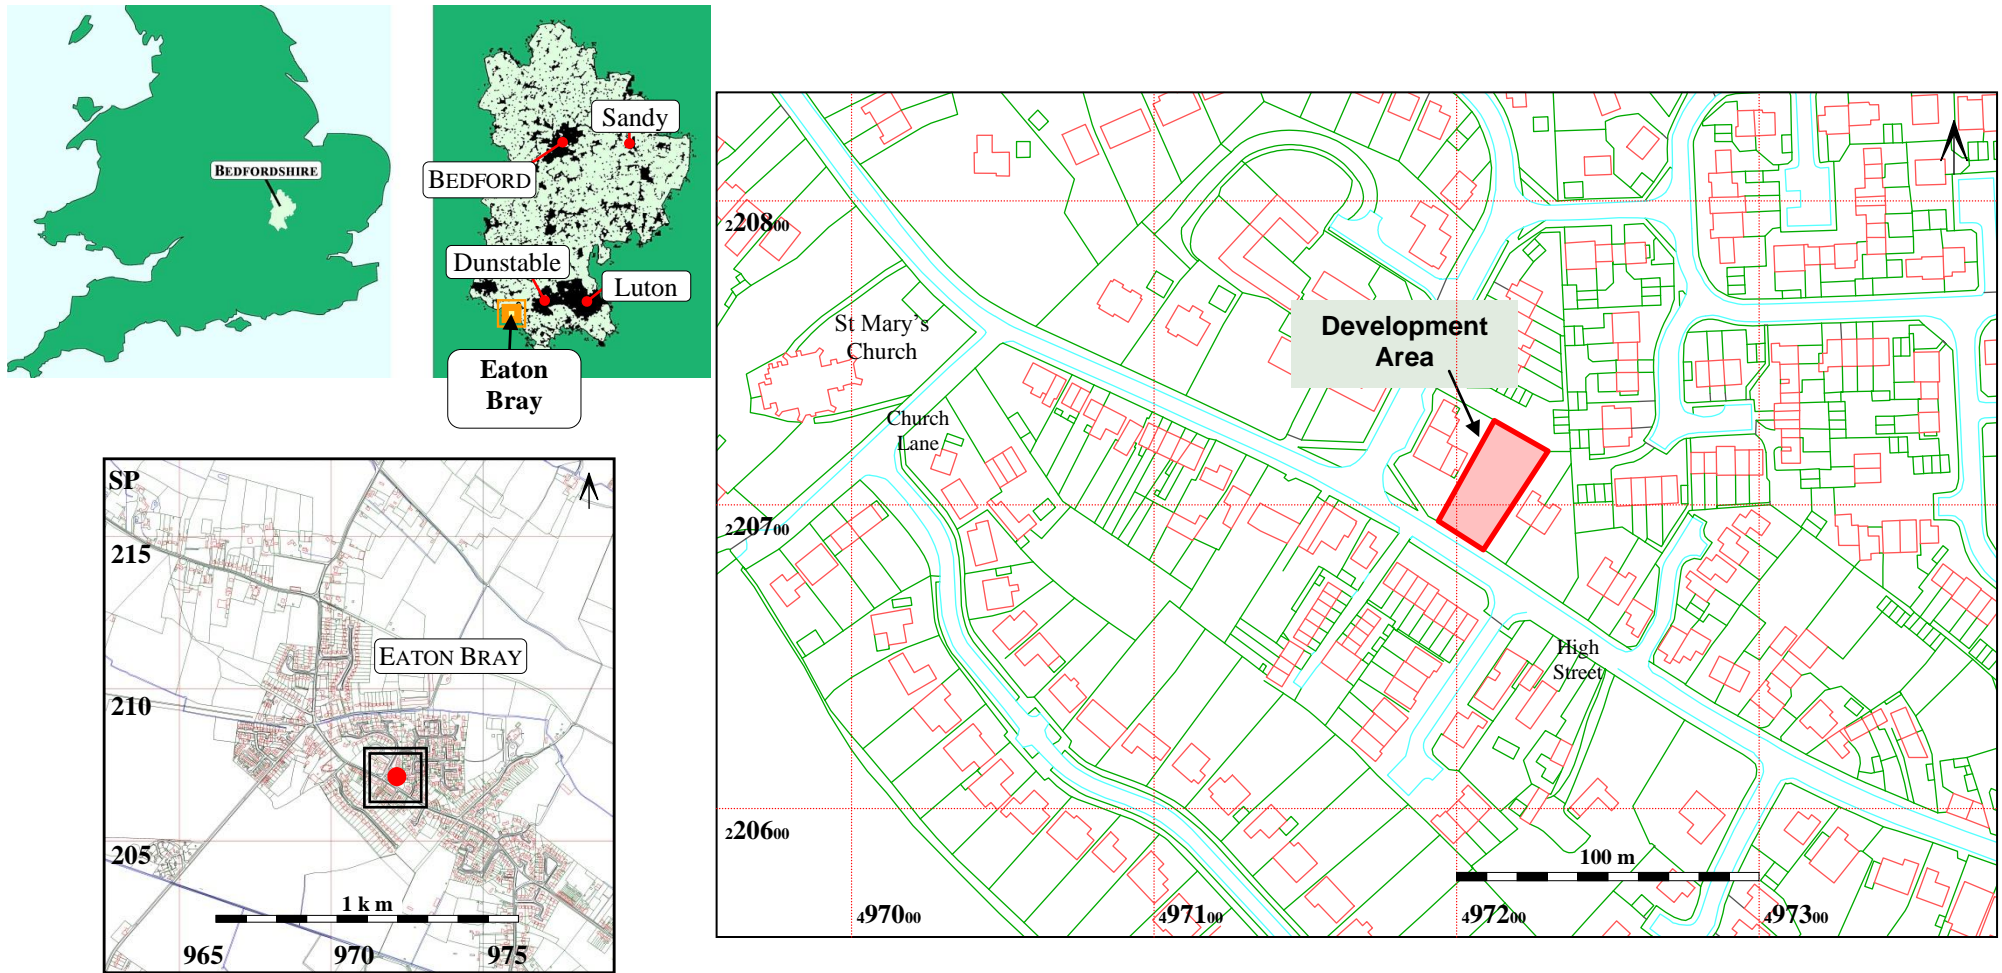 BEDFORDSHIRE
Sandy
BEDFORD
Dunstable
Luton
Eaton
Bray
SP
215
EATON BRAY
210
205
1 km
965
970
975
220800
St Mary's
Church
Development
Area
Church
Lane
220700
High
Street
220600
100 m
497000
497100
497200
497300